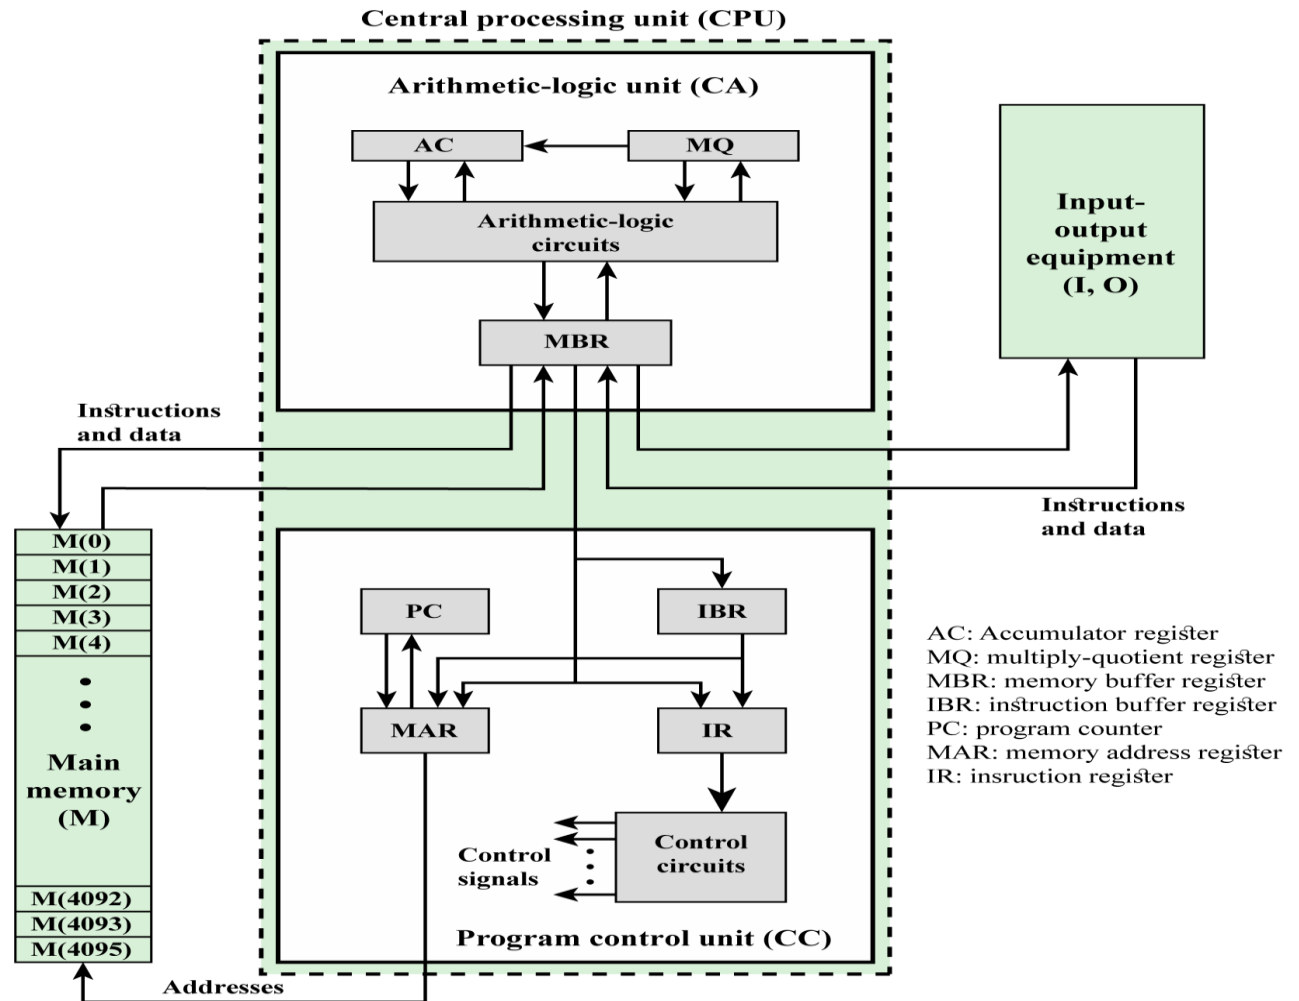 Central processing unit (CPU)
Arithmetic-logic unit (CA)
AC
MQ
Arithmetic-logic
circuits
MBR
Input-
output
equipment
(I, O)
Instructions
and data
Instructions
and data
M(0)
M(1)
M(2)
M(3)
M(4)
Main
memory
(M)
M(4092)
M(4093)
M(4095)
PC
IBR
MAR
IR
Control
circuits
Control
signals
Program control unit (CC)
Addresses
AC: Accumulator register
MQ: multiply-quotient register
MBR: memory buffer register
IBR: instruction buffer register
PC: program counter
MAR: memory address register
IR: insruction register